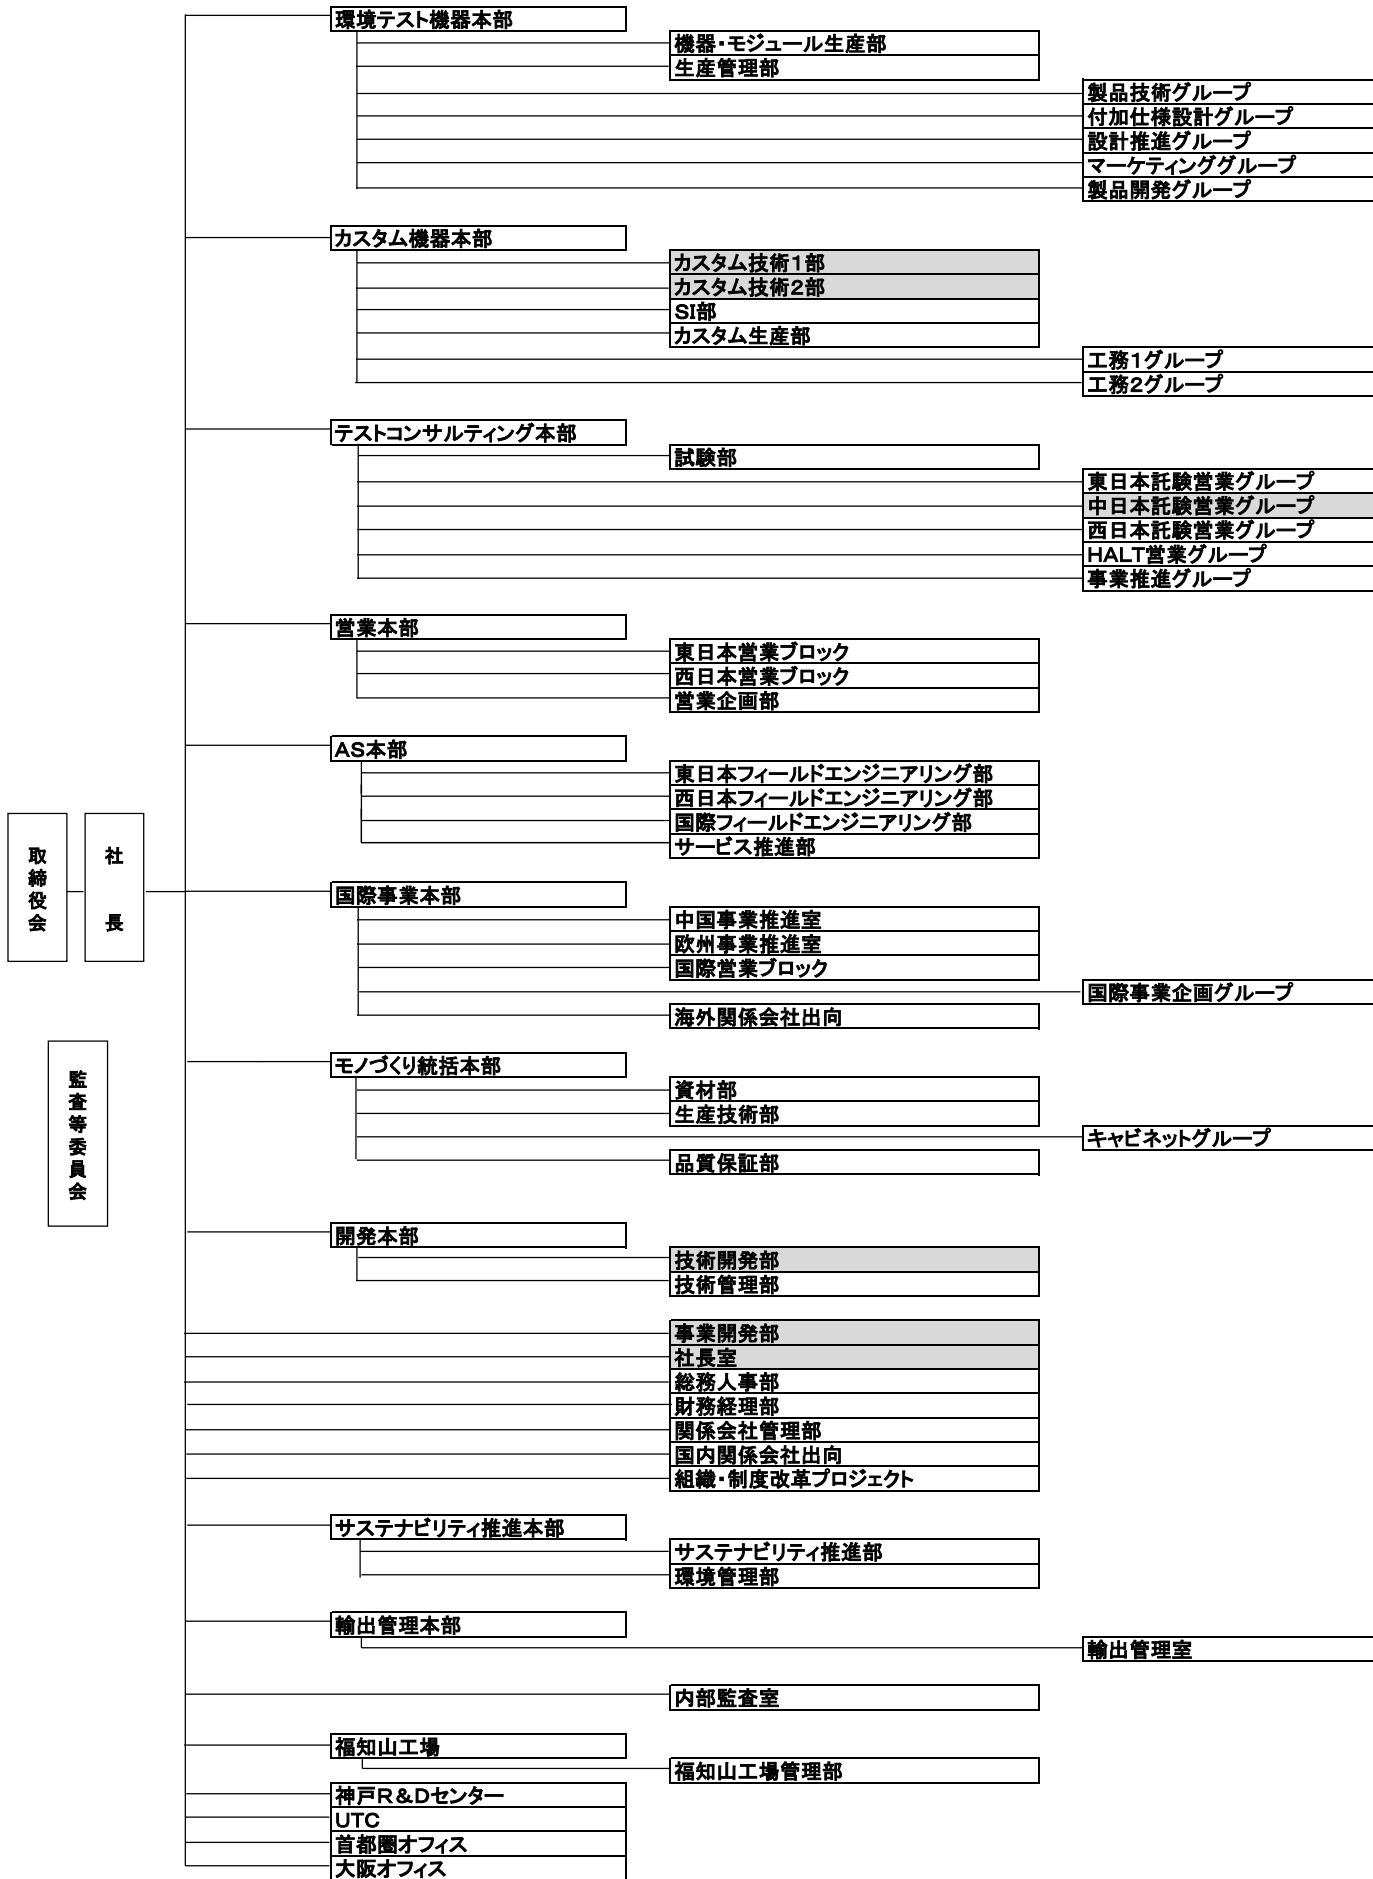 環境テスト機器本部
機器・モジュール生産部
生産管理部
製品技術グループ
付加仕様設計グループ
設計推進グループ
マーケティンググループ
製品開発グループ
カスタム機器本部
カスタム技術1部
カスタム技術2部
SI部
カスタム生産部
工務1グループ
工務2グループ
テストコンサルティング本部
試験部
東日本託験営業グループ
中日本託験営業グループ
西日本託験営業グループ
HALT営業グループ
事業推進グループ
営業本部
東日本営業ブロック
西日本営業ブロック
営業企画部
AS本部
東日本フィールドエンジニアリング部
西日本フィールドエンジニアリング部
国際フィールドエンジニアリング部
サービス推進部
取締役会
社長
国際事業本部
中国事業推進室
欧州事業推進室
国際営業ブロック
国際事業企画グループ
海外関係会社出向
監査等委員会
モノづくり統括本部
資材部
生産技術部
キャビネットグループ
品質保証部
開発本部
技術開発部
技術管理部
事業開発部
社長室
総務人事部
財務経理部
関係会社管理部
国内関係会社出向
組織・制度改革プロジェクト
サステナビリティ推進本部
サステナビリティ推進部
環境管理部
輸出管理本部
輸出管理室
内部監査室
福知山工場
福知山工場管理部
神戸R&Dセンター
UTC
首都圏オフィス
大阪オフィス